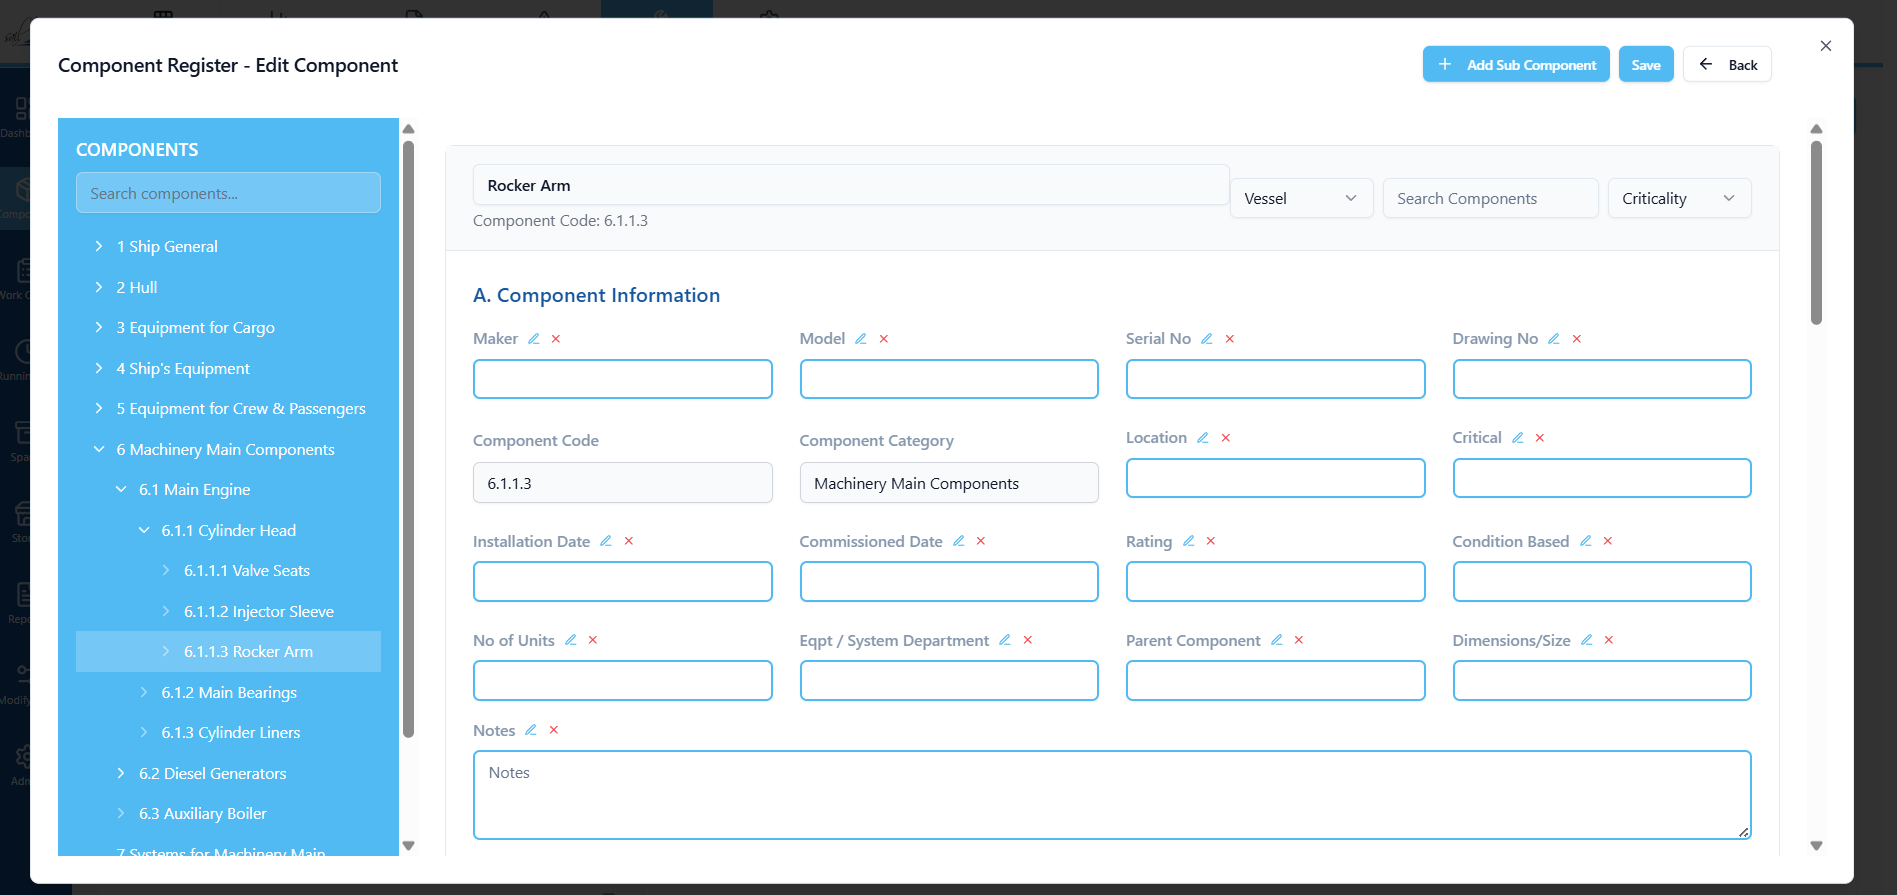 Component Register - Edit Component
Add Sub Component
Save
Back
COMPONENTS
Search components...
1 Ship General
2 Hull
3 Equipment for Cargo
4 Ship's Equipment
5 Equipment for Crew & Passengers
6 Machinery Main Components
6.1 Main Engine
6.1.1 Cylinder Head
6.1.1.1 Valve Seats
6.1.1.2 Injector Sleeve
6.1.1.3 Rocker Arm
6.1.2 Main Bearings
6.1.3 Cylinder Liners
6.2 Diesel Generators
6.3 Auxiliary Boiler
7 Systems for Machinery Main
Rocker Arm
Component Code: 6.1.1.3
Vessel
Search Components
Criticality
A. Component Information
Maker
Model
Serial No
Drawing No
Component Code
Component Category
Location
Critical
6.1.1.3
Machinery Main Components
Installation Date
Commissioned Date
Rating
Condition Based
No of Units
Eqpt / System Department
Parent Component
Dimensions/Size
Notes
Notes